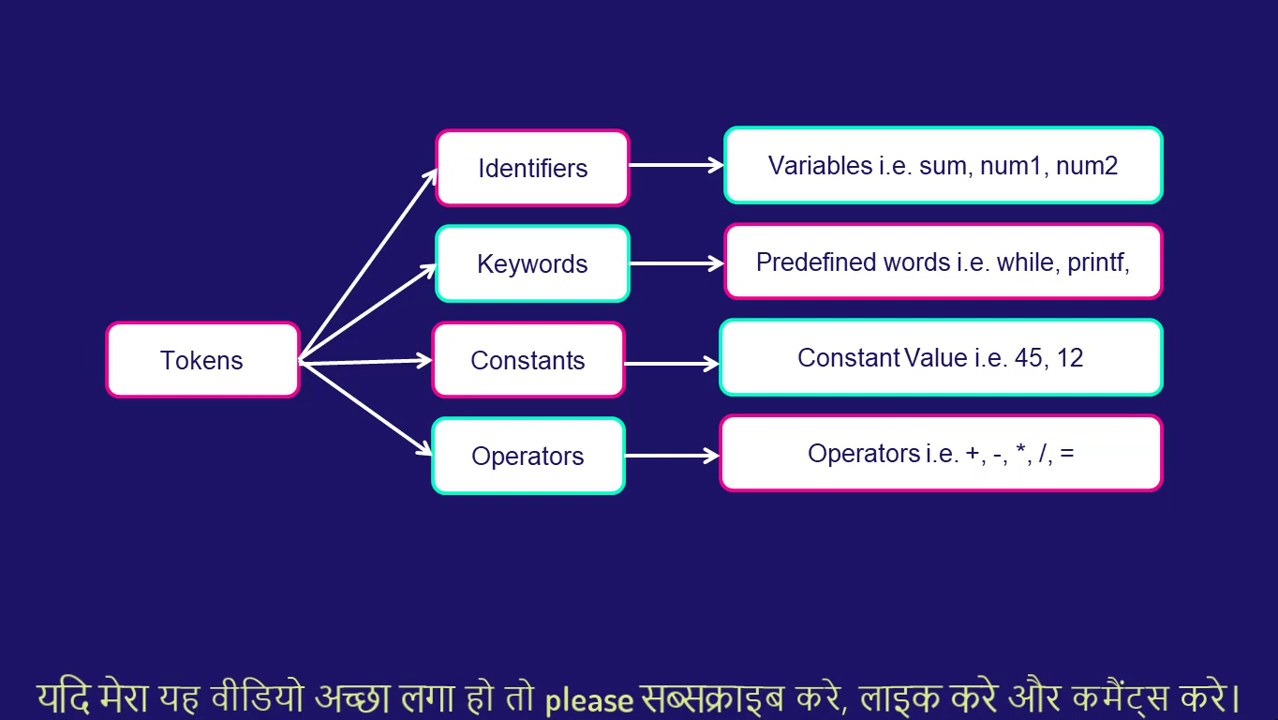 Identifiers
Variables i.e. sum, num1, num2
Keywords
Predefined words i.e. while, printf,
Tokens
Constants
Constant Value i.e. 45, 12
Operators
Operators i.e. +, -, *, /, =
यदि मेरा यह वीडियो अच्छा लगा हो तो please सब्सक्राइब करे, लाइक करे और कमैंट्स करे।